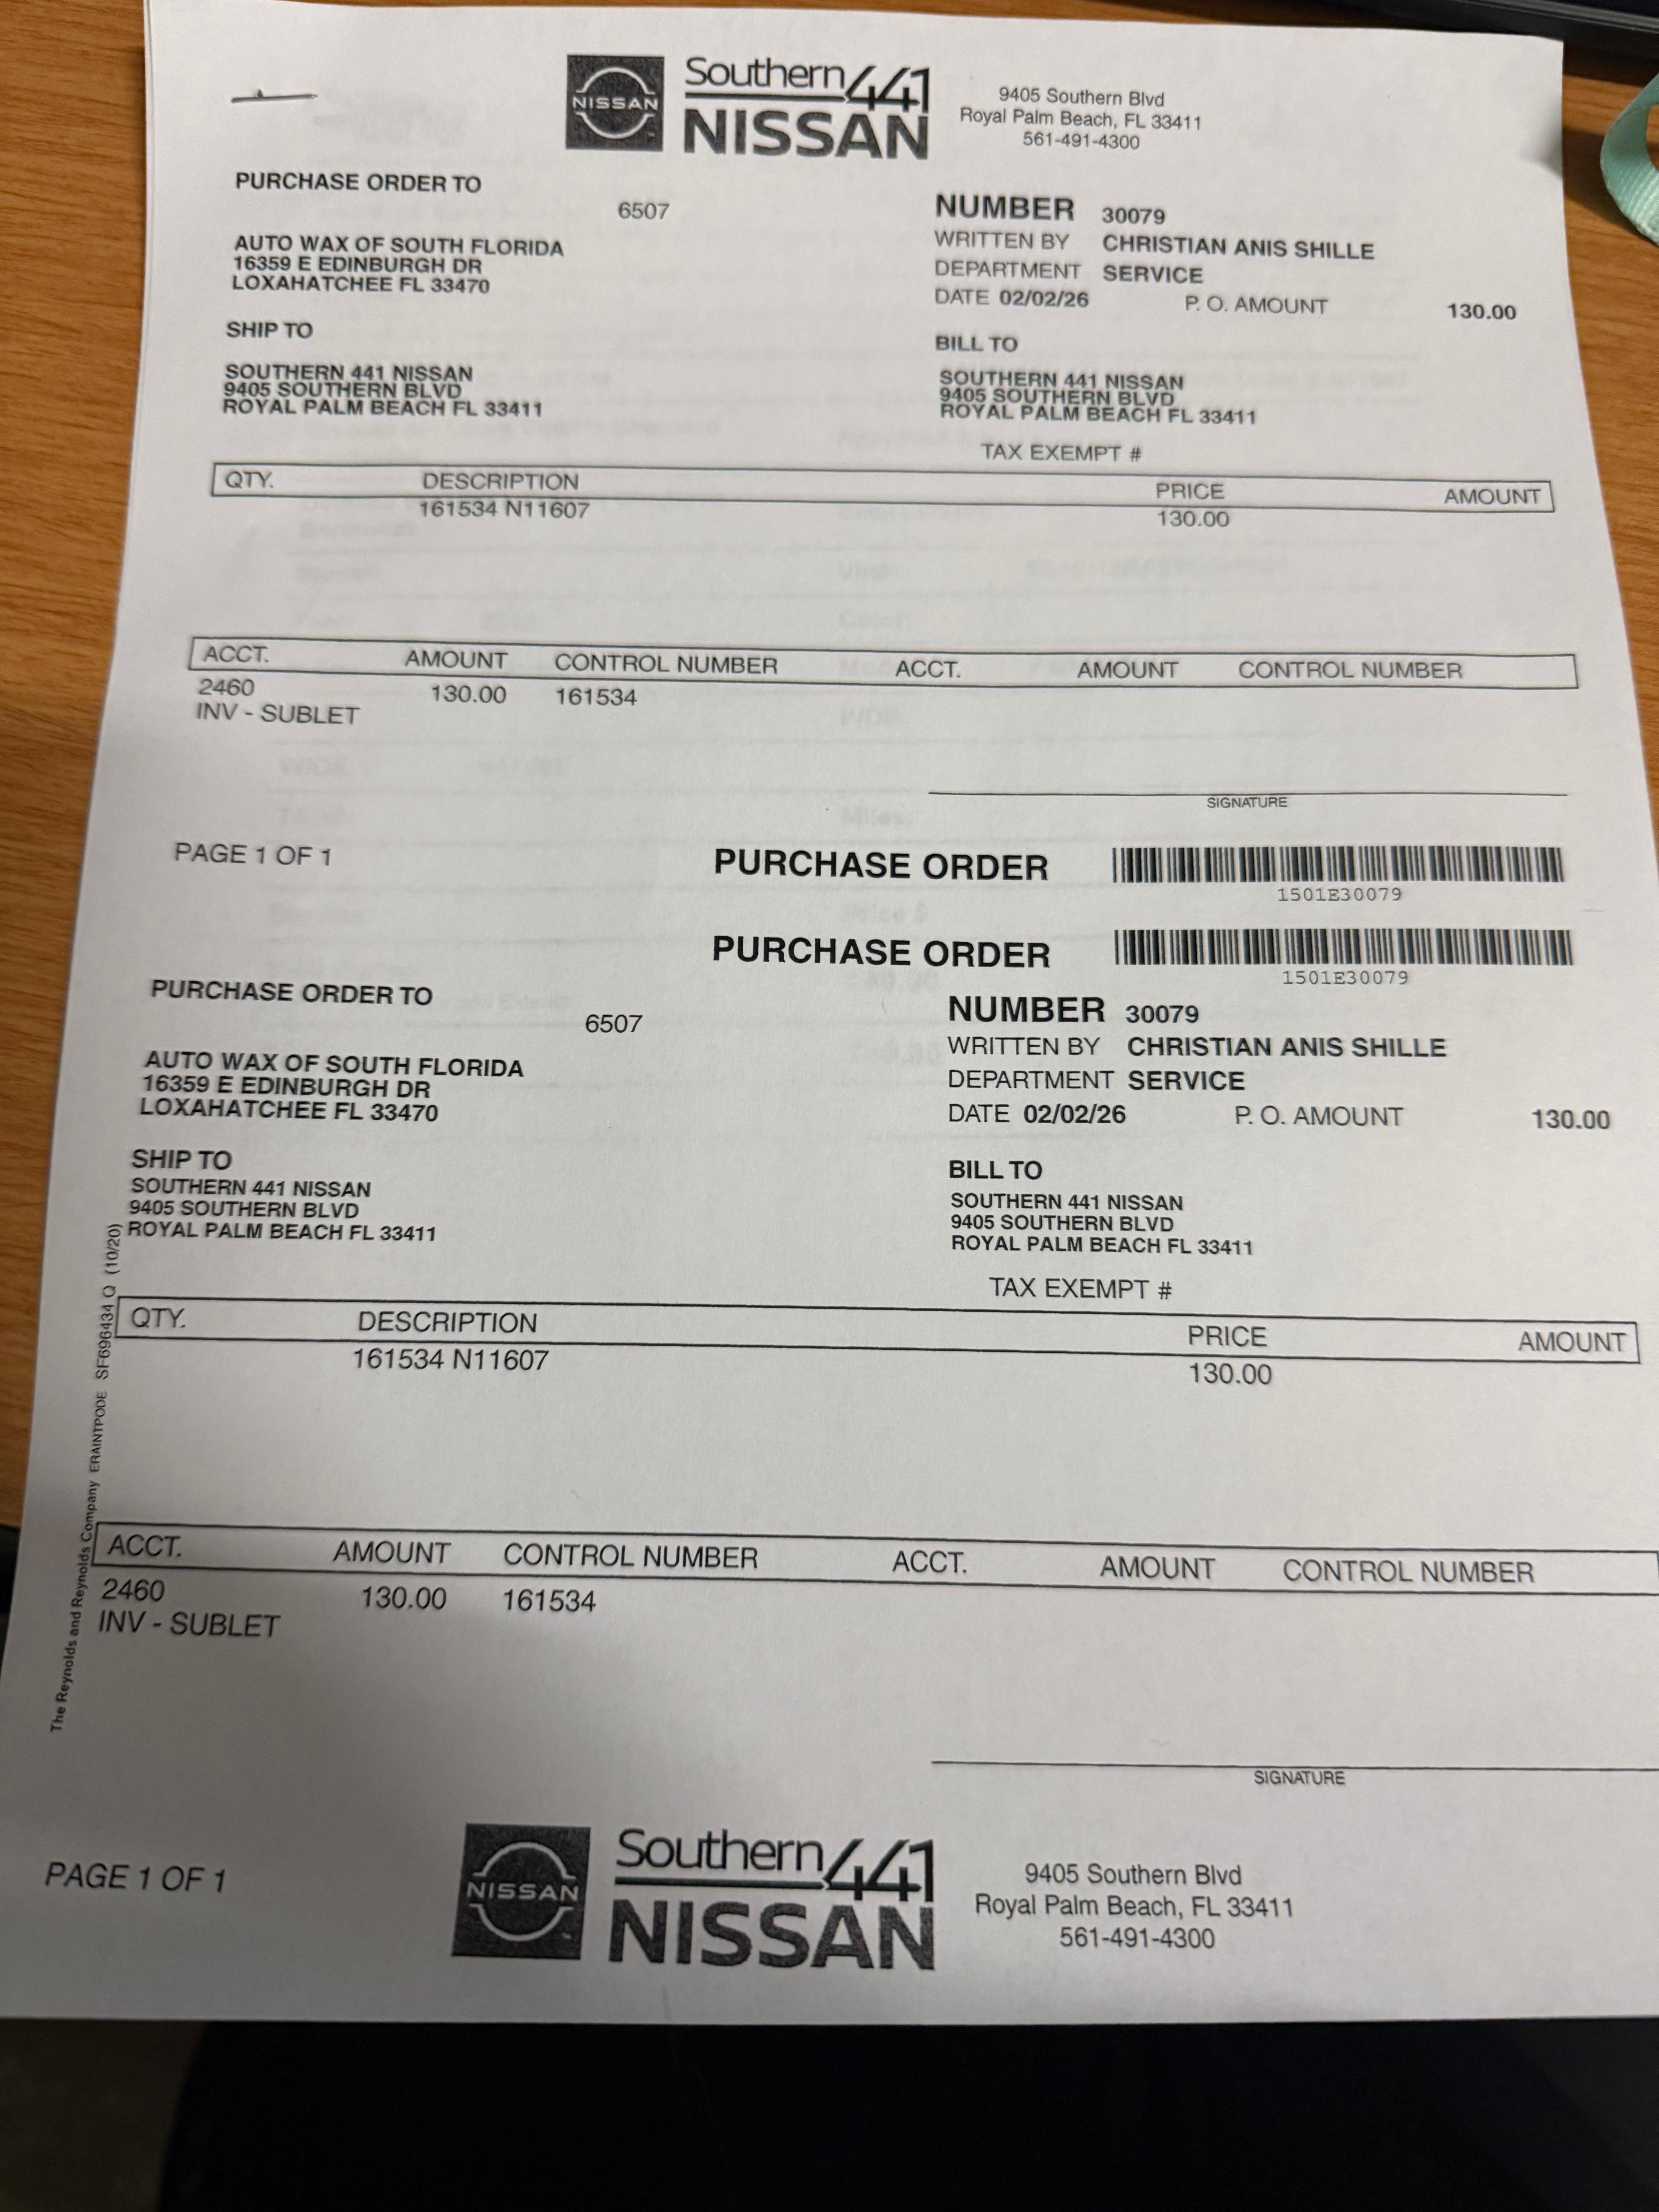 NISSAN
Southern 441
NISSAN
9405 Southern Blvd
Royal Palm Beach, FL 33411
561-491-4300
PURCHASE ORDER TO
6507
AUTO WAX OF SOUTH FLORIDA
16359 E EDINBURGH DR
LOXAHATCHEE FL 33470
NUMBER 30079
WRITTEN BY CHRISTIAN ANIS SHILLE
DEPARTMENT SERVICE
DATE 02/02/26 P. O. AMOUNT 130.00
SHIP TO
SOUTHERN 441 NISSAN
9405 SOUTHERN BLVD
ROYAL PALM BEACH FL 33411
BILL TO
SOUTHERN 441 NISSAN
9405 SOUTHERN BLVD
ROYAL PALM BEACH FL 33411
TAX EXEMPT #
QTY. DESCRIPTION PRICE AMOUNT
161534 N11607 130.00
ACCT. AMOUNT CONTROL NUMBER ACCT. AMOUNT CONTROL NUMBER
2460 130.00 161534
INV - SUBLET
SIGNATURE
PAGE 1 OF 1 PURCHASE ORDER
1501E30079
PURCHASE ORDER
1501E30079
PURCHASE ORDER TO
6507
AUTO WAX OF SOUTH FLORIDA
16359 E EDINBURGH DR
LOXAHATCHEE FL 33470
NUMBER 30079
WRITTEN BY CHRISTIAN ANIS SHILLE
DEPARTMENT SERVICE
DATE 02/02/26 P. O. AMOUNT 130.00
SHIP TO
SOUTHERN 441 NISSAN
9405 SOUTHERN BLVD
ROYAL PALM BEACH FL 33411
BILL TO
SOUTHERN 441 NISSAN
9405 SOUTHERN BLVD
ROYAL PALM BEACH FL 33411
TAX EXEMPT #
QTY. DESCRIPTION PRICE AMOUNT
161534 N11607 130.00
ACCT. AMOUNT CONTROL NUMBER ACCT. AMOUNT CONTROL NUMBER
2460 130.00 161534
INV - SUBLET
The Reynolds and Reynolds Company ERAINTPODE SF696434 Q (10/20)
SIGNATURE
PAGE 1 OF 1
NISSAN
Southern 441
NISSAN
9405 Southern Blvd
Royal Palm Beach, FL 33411
561-491-4300